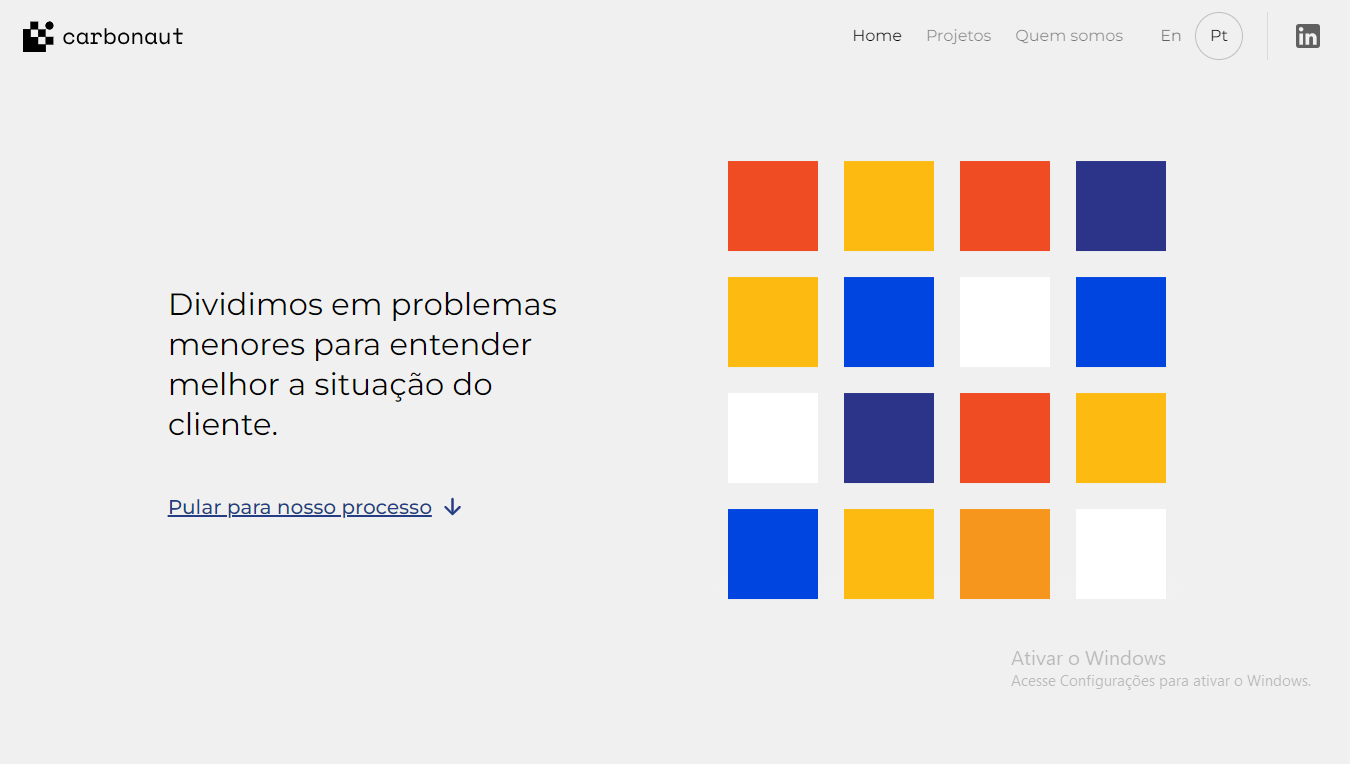 carbonaut
Home Projetos Quem somos En Pt
in
Dividimos em problemas
menores para entender
melhor a situação do
cliente.
Pular para nosso processo
Ativar o Windows
Acesse Configurações para ativar o Windows.